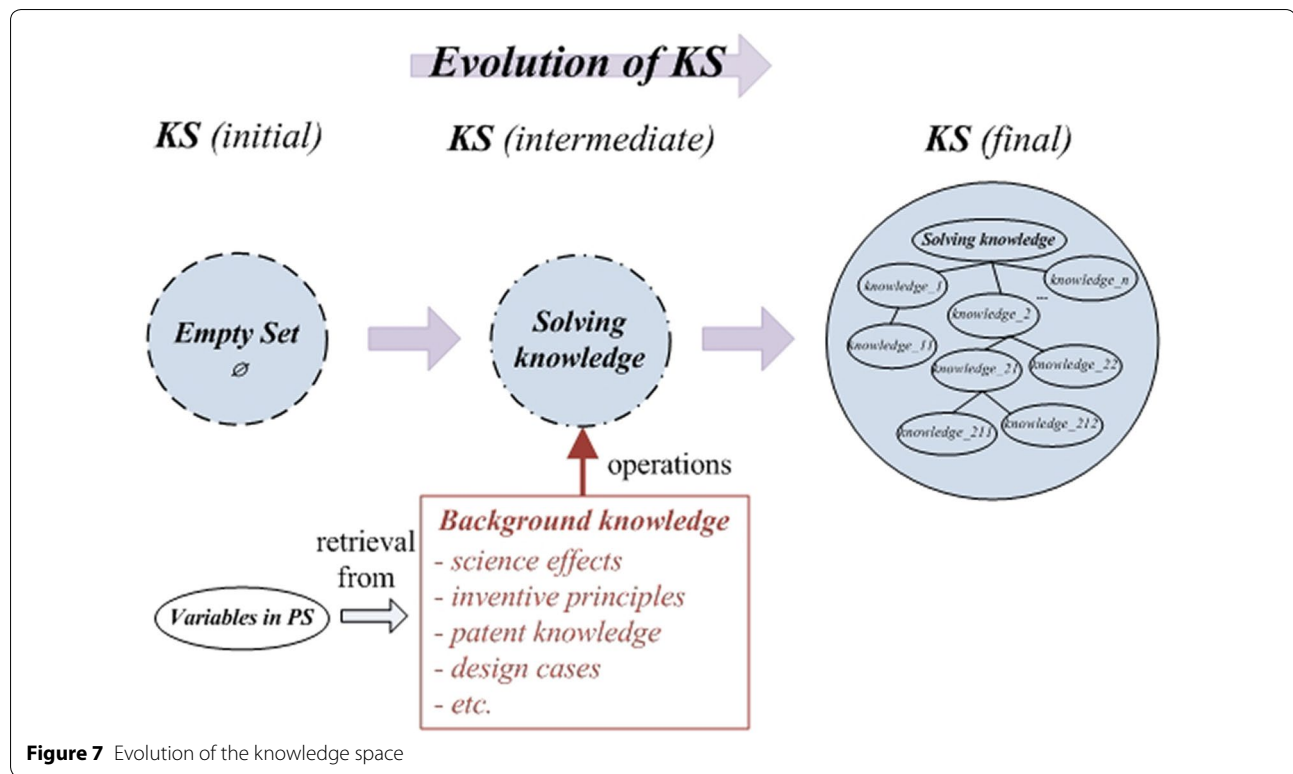 Evolution of KS
KS (initial)
KS (intermediate)
KS (final)
Empty Set
∅
Solving
knowledge
Solving knowledge
knowledge_1
knowledge_n
knowledge_2
...
knowledge_11
knowledge_21
knowledge_22
knowledge_211
knowledge_212
operations
retrieval
from
Variables in PS
Background knowledge
- science effects
- inventive principles
- patent knowledge
- design cases
- etc.
Figure 7 Evolution of the knowledge space